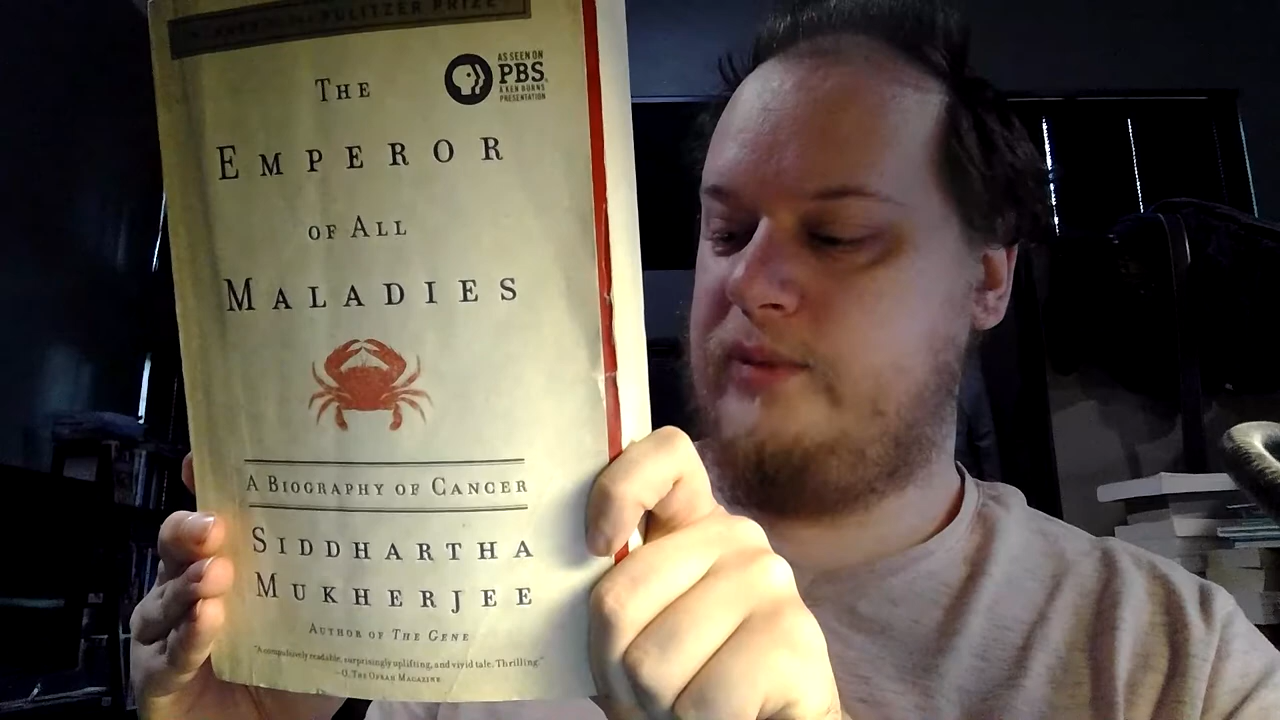 PULITZER PRIZE
AS SEEN ON
PBS
A KEN BURNS
PRESENTATION
THE
EMPEROR
OF ALL
MALADIES
A BIOGRAPHY OF CANCER
SIDDHARTHA
MUKHERJEE
AUTHOR OF THE GENE
"A compulsively readable, surprisingly uplifting, and vivid tale. Thrilling."
—O, THE OPRAH MAGAZINE